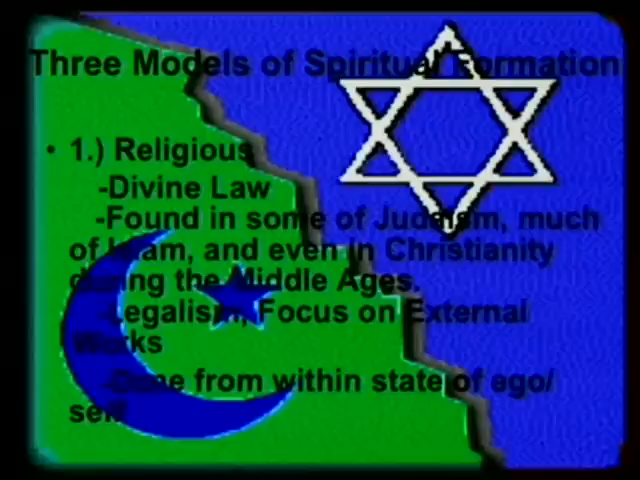 Three Models of Spiritual Formation
• 1.) Religious
-Divine Law
-Found in some of Judaism, much
of Islam, and even in Christianity
during the Middle Ages.
-Legalism, Focus on External
Works
-Done from within state of ego/
self